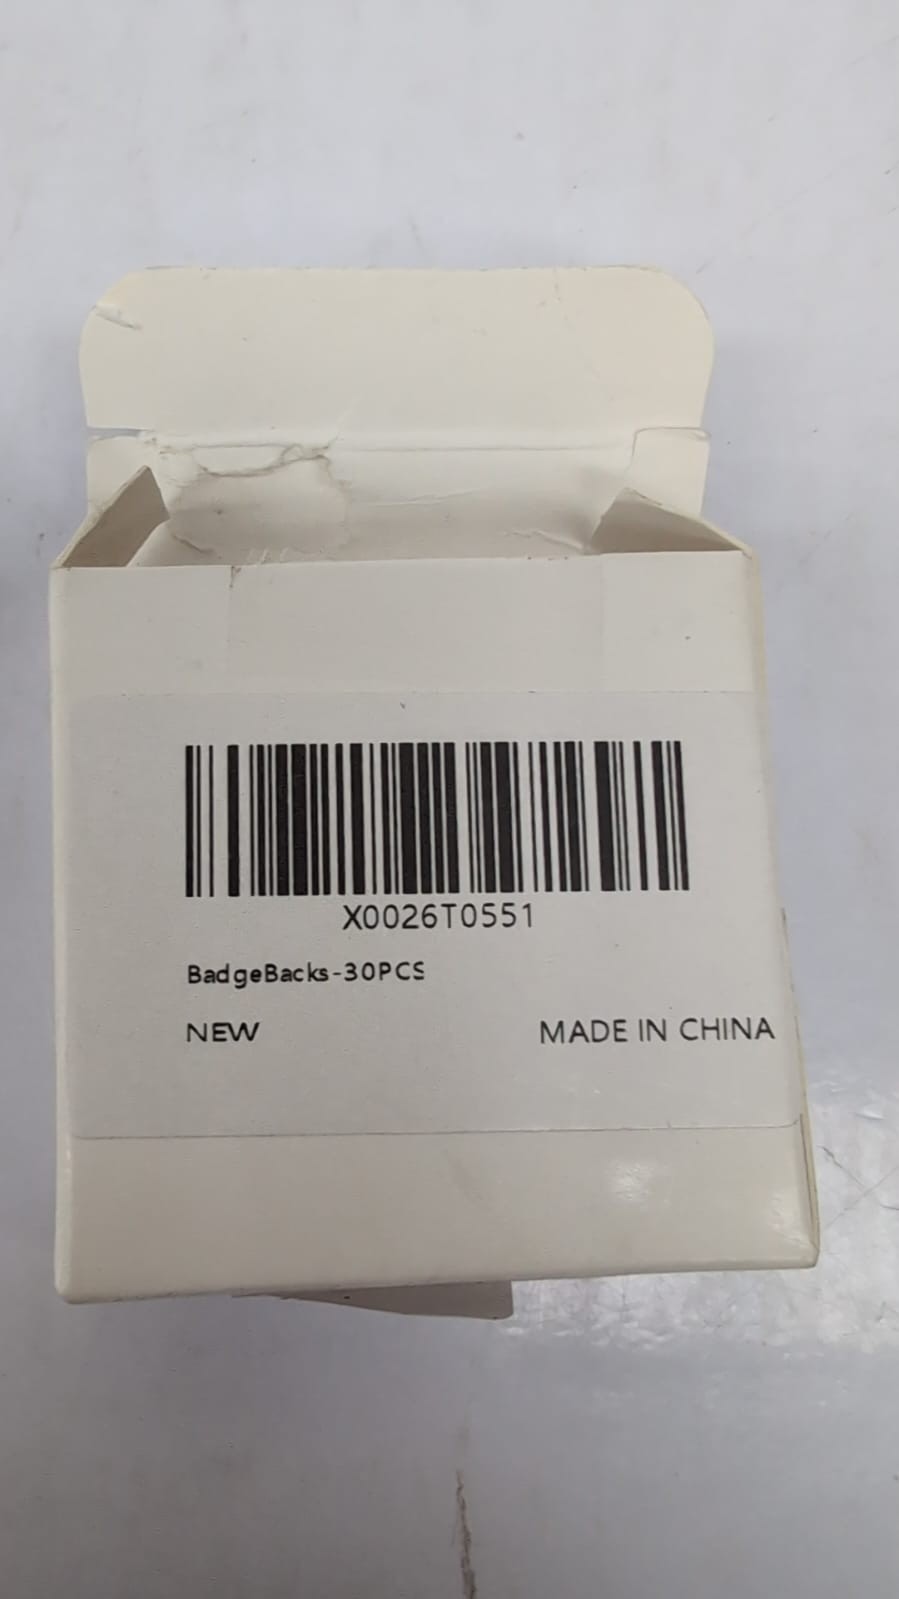 X0026T0551
BadgeBacks-30PCS
NEW
MADE IN CHINA